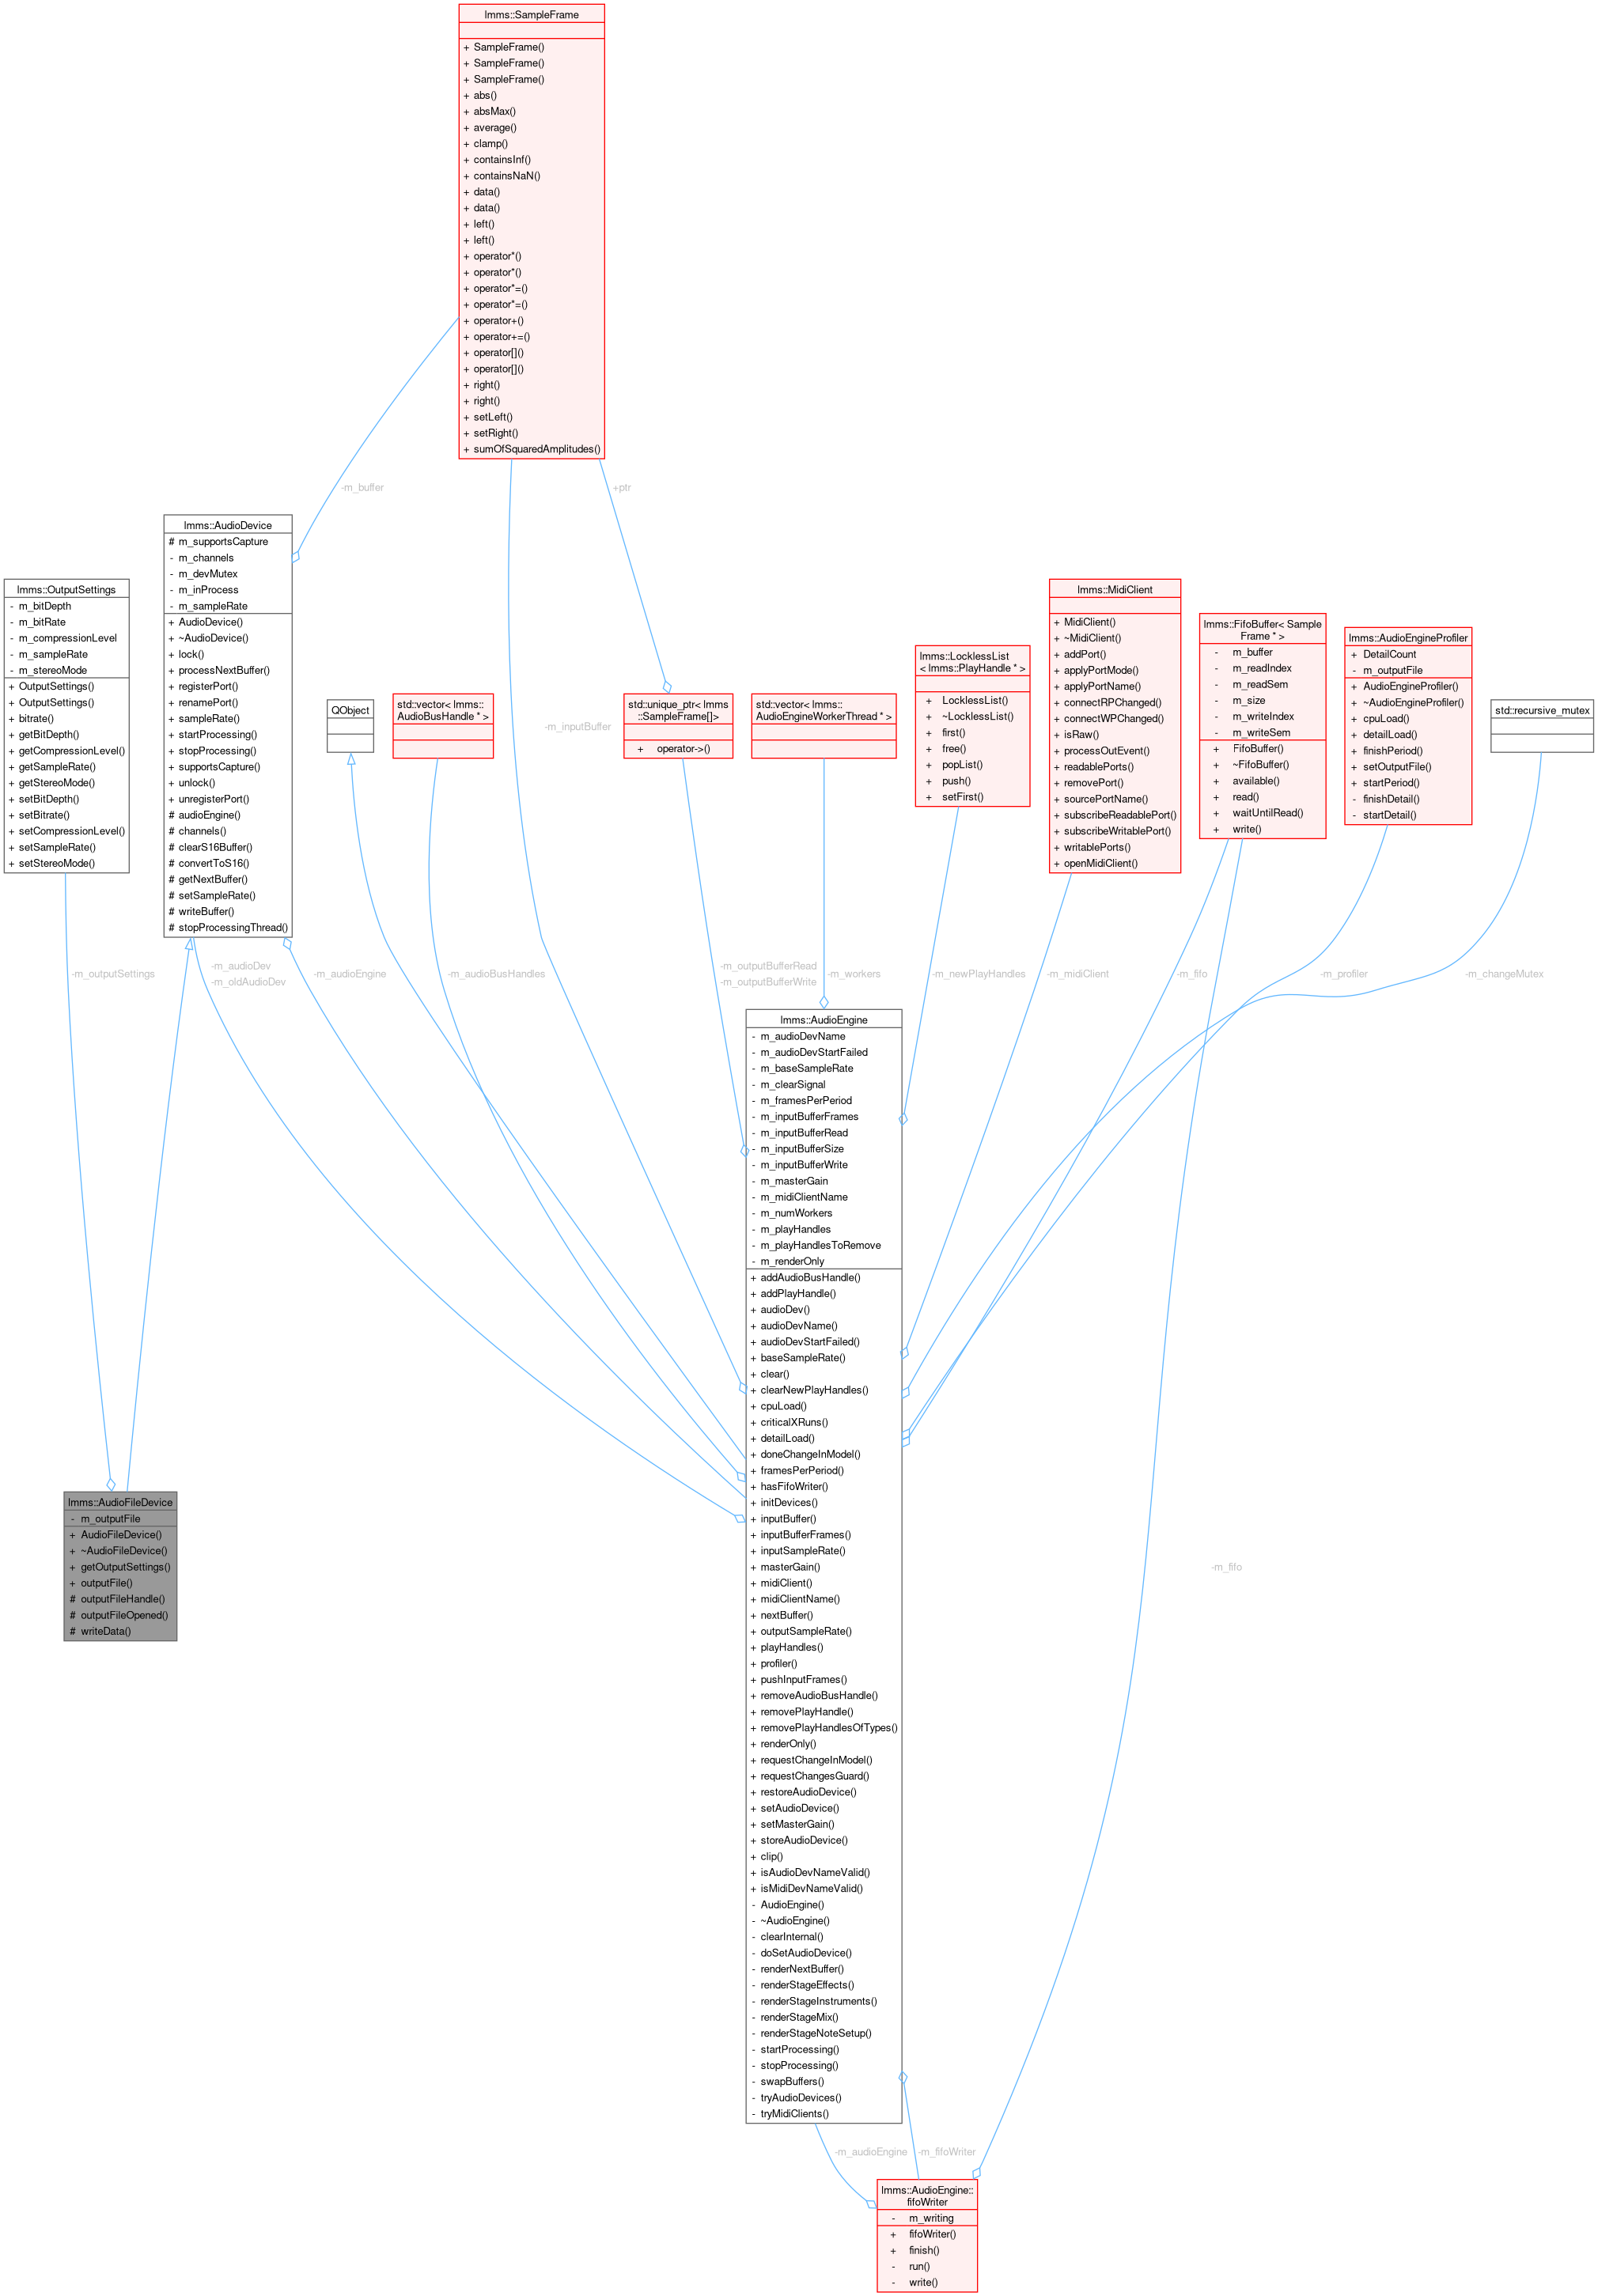 lmms::SampleFrame
+ SampleFrame()
+ SampleFrame()
+ SampleFrame()
+ abs()
+ absMax()
+ average()
+ clamp()
+ containsInf()
+ containsNaN()
+ data()
+ data()
+ left()
+ left()
+ operator*()
+ operator*()
+ operator*=()
+ operator*=()
+ operator+()
+ operator+=()
+ operator[]()
+ operator[]()
+ right()
+ right()
+ setLeft()
+ setRight()
+ sumOfSquaredAmplitudes()
-m_buffer
+ptr
-m_inputBuffer
lmms::OutputSettings
- m_bitDepth
- m_bitRate
- m_compressionLevel
- m_sampleRate
- m_stereoMode
+ OutputSettings()
+ OutputSettings()
+ bitrate()
+ getBitDepth()
+ getCompressionLevel()
+ getSampleRate()
+ getStereoMode()
+ setBitDepth()
+ setBitrate()
+ setCompressionLevel()
+ setSampleRate()
+ setStereoMode()
lmms::AudioDevice
# m_supportsCapture
- m_channels
- m_devMutex
- m_inProcess
- m_sampleRate
+ AudioDevice()
+ ~AudioDevice()
+ lock()
+ processNextBuffer()
+ registerPort()
+ renamePort()
+ sampleRate()
+ startProcessing()
+ stopProcessing()
+ supportsCapture()
+ unlock()
+ unregisterPort()
# audioEngine()
# channels()
# clearS16Buffer()
# convertToS16()
# getNextBuffer()
# setSampleRate()
# writeBuffer()
# stopProcessingThread()
QObject
std::vector< lmms::
AudioBusHandle * >
std::unique_ptr< lmms
::SampleFrame[]>
+ operator->()
std::vector< lmms::
AudioEngineWorkerThread * >
lmms::LocklessList
< lmms::PlayHandle * >
+ LocklessList()
+ ~LocklessList()
+ first()
+ free()
+ popList()
+ push()
+ setFirst()
lmms::MidiClient
+ MidiClient()
+ ~MidiClient()
+ addPort()
+ applyPortMode()
+ applyPortName()
+ connectRPChanged()
+ connectWPChanged()
+ isRaw()
+ processOutEvent()
+ readablePorts()
+ removePort()
+ sourcePortName()
+ subscribeReadablePort()
+ subscribeWritablePort()
+ writablePorts()
+ openMidiClient()
lmms::FifoBuffer< Sample
Frame * >
- m_buffer
- m_readIndex
- m_readSem
- m_size
- m_writeIndex
- m_writeSem
+ FifoBuffer()
+ ~FifoBuffer()
+ available()
+ read()
+ waitUntilRead()
+ write()
lmms::AudioEngineProfiler
+ DetailCount
- m_outputFile
+ AudioEngineProfiler()
+ ~AudioEngineProfiler()
+ cpuLoad()
+ detailLoad()
+ finishPeriod()
+ setOutputFile()
+ startPeriod()
- finishDetail()
- startDetail()
std::recursive_mutex
-m_outputSettings
-m_audioDev
-m_oldAudioDev
-m_audioEngine
-m_audioBusHandles
-m_outputBufferRead
-m_outputBufferWrite
-m_workers
-m_newPlayHandles
-m_midiClient
-m_fifo
-m_profiler
-m_changeMutex
lmms::AudioEngine
- m_audioDevName
- m_audioDevStartFailed
- m_baseSampleRate
- m_clearSignal
- m_framesPerPeriod
- m_inputBufferFrames
- m_inputBufferRead
- m_inputBufferSize
- m_inputBufferWrite
- m_masterGain
- m_midiClientName
- m_numWorkers
- m_playHandles
- m_playHandlesToRemove
- m_renderOnly
+ addAudioBusHandle()
+ addPlayHandle()
+ audioDev()
+ audioDevName()
+ audioDevStartFailed()
+ baseSampleRate()
+ clear()
+ clearNewPlayHandles()
+ cpuLoad()
+ criticalXRuns()
+ detailLoad()
+ doneChangeInModel()
+ framesPerPeriod()
+ hasFifoWriter()
+ initDevices()
+ inputBuffer()
+ inputBufferFrames()
+ inputSampleRate()
+ masterGain()
+ midiClient()
+ midiClientName()
+ nextBuffer()
+ outputSampleRate()
+ playHandles()
+ profiler()
+ pushInputFrames()
+ removeAudioBusHandle()
+ removePlayHandle()
+ removePlayHandlesOfTypes()
+ renderOnly()
+ requestChangeInModel()
+ requestChangesGuard()
+ restoreAudioDevice()
+ setAudioDevice()
+ setMasterGain()
+ storeAudioDevice()
+ clip()
+ isAudioDevNameValid()
+ isMidiDevNameValid()
- AudioEngine()
- ~AudioEngine()
- clearInternal()
- doSetAudioDevice()
- renderNextBuffer()
- renderStageEffects()
- renderStageInstruments()
- renderStageMix()
- renderStageNoteSetup()
- startProcessing()
- stopProcessing()
- swapBuffers()
- tryAudioDevices()
- tryMidiClients()
lmms::AudioFileDevice
- m_outputFile
+ AudioFileDevice()
+ ~AudioFileDevice()
+ getOutputSettings()
+ outputFile()
# outputFileHandle()
# outputFileOpened()
# writeData()
-m_fifo
-m_audioEngine
-m_fifoWriter
lmms::AudioEngine::
fifoWriter
- m_writing
+ fifoWriter()
+ finish()
- run()
- write()